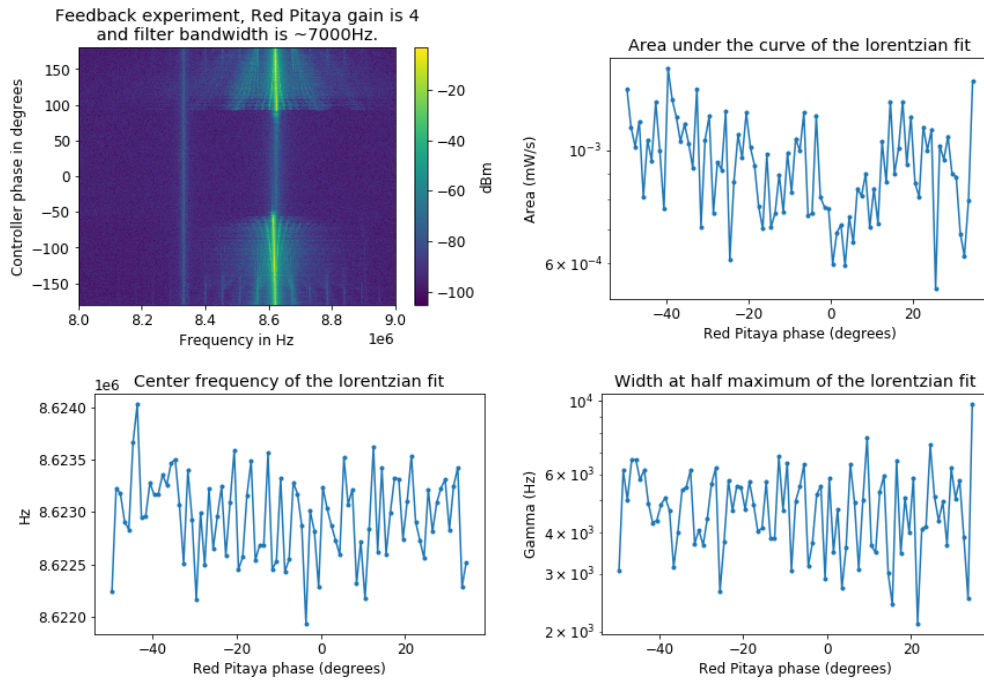 Feedback experiment, Red Pitaya gain is 4
and filter bandwidth is ~7000Hz.
150
100
50
0
−50
−100
−150
Controller phase in degrees
8.0
8.2
8.4
8.6
8.8
9.0
1e6
Frequency in Hz
−20
−40
−60
−80
−100
dBm
Area under the curve of the lorentzian fit
10⁻³
6 × 10⁻⁴
Area (mW/s)
−40
−20
0
20
Red Pitaya phase (degrees)
Center frequency of the lorentzian fit
1e6
8.6240
8.6235
8.6230
8.6225
8.6220
Hz
−40
−20
0
20
Red Pitaya phase (degrees)
Width at half maximum of the lorentzian fit
10⁴
6 × 10³
4 × 10³
3 × 10³
2 × 10³
Gamma (Hz)
−40
−20
0
20
Red Pitaya phase (degrees)